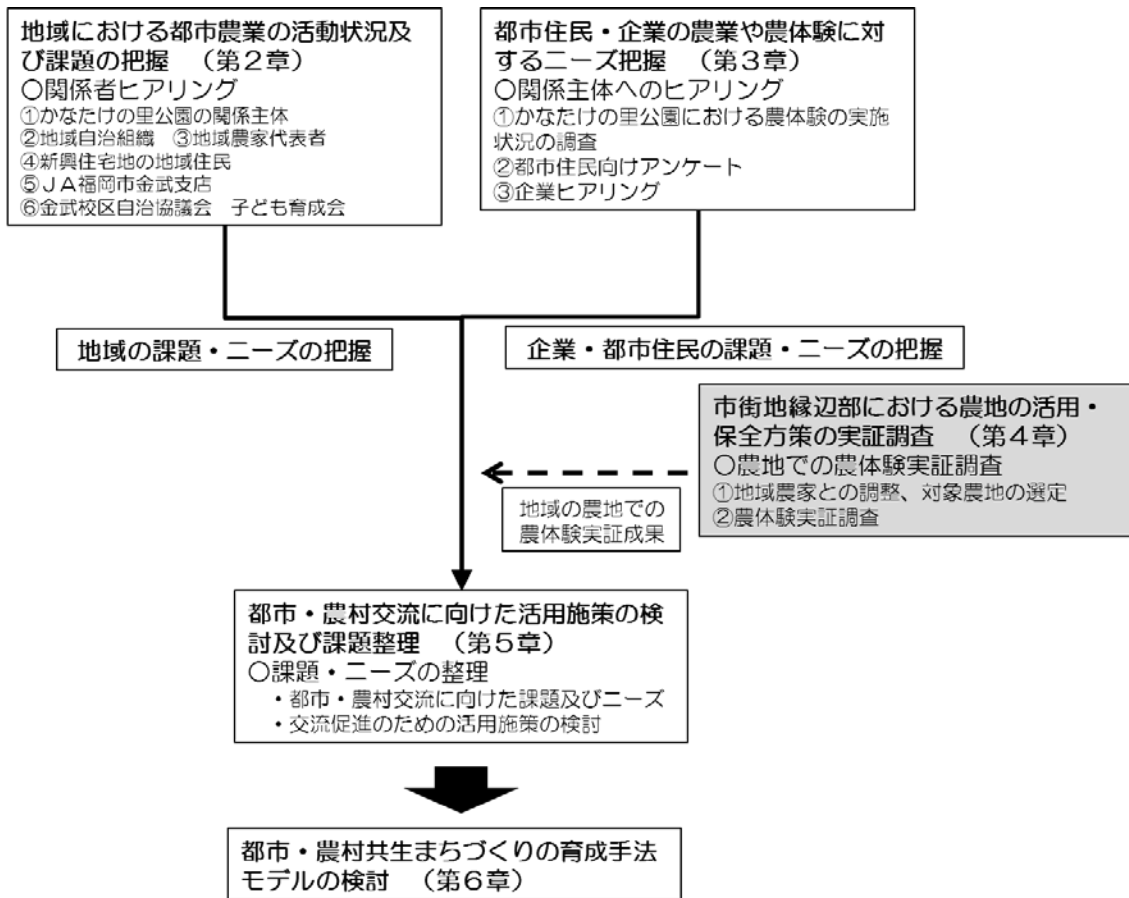 地域における都市農業の活動状況及
び課題の把握 （第２章）
○関係者ヒアリング
①かなたけの里公園の関係主体
②地域自治組織 ③地域農家代表者
④新興住宅地の地域住民
⑤ＪＡ福岡市金武支店
⑥金武校区自治協議会 子ども育成会
都市住民・企業の農業や農体験に対
するニーズ把握 （第３章）
○関係主体へのヒアリング
①かなたけの里公園における農体験の実施
状況の調査
②都市住民向けアンケート
③企業ヒアリング
地域の課題・ニーズの把握
企業・都市住民の課題・ニーズの把握
市街地縁辺部における農地の活用・
保全方策の実証調査 （第４章）
○農地での農体験実証調査
①地域農家との調整、対象農地の選定
②農体験実証調査
地域の農地での
農体験実証成果
都市・農村交流に向けた活用施策の検
討及び課題整理 （第５章）
○課題・ニーズの整理
・都市・農村交流に向けた課題及びニーズ
・交流促進のための活用施策の検討
都市・農村共生まちづくりの育成手法
モデルの検討 （第６章）